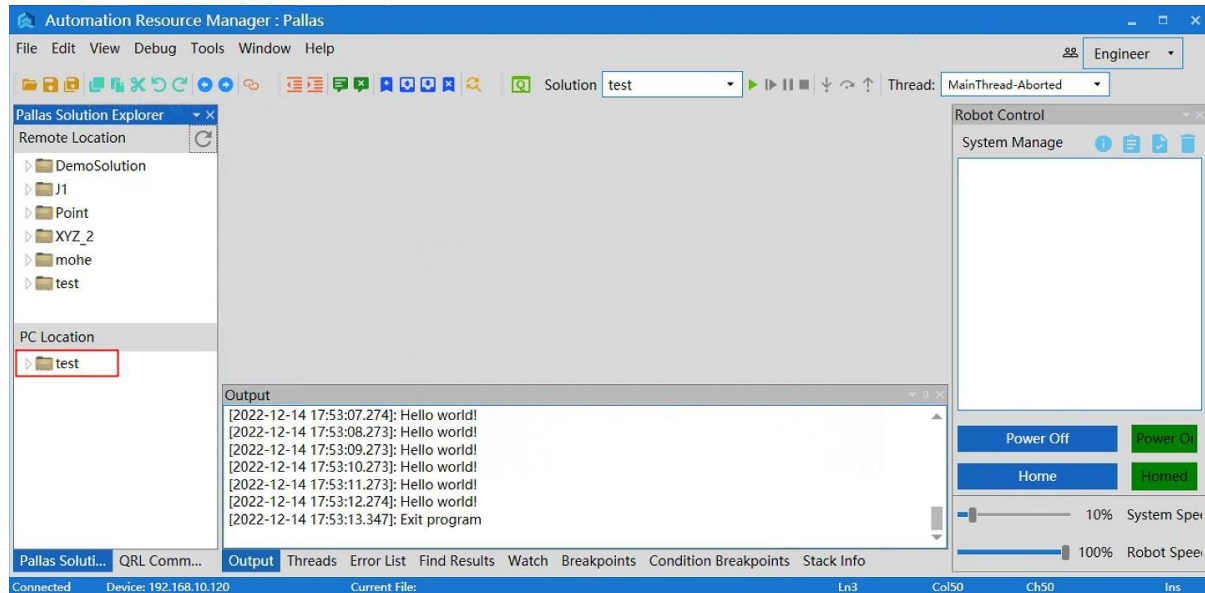 Automation Resource Manager : Pallas
File Edit View Debug Tools Window Help
Engineer
Solution test Thread: MainThread-Aborted
Pallas Solution Explorer
Remote Location
DemoSolution
J1
Point
XYZ_2
mohe
test
PC Location
test
Output
[2022-12-14 17:53:07.274]: Hello world!
[2022-12-14 17:53:08.273]: Hello world!
[2022-12-14 17:53:09.273]: Hello world!
[2022-12-14 17:53:10.273]: Hello world!
[2022-12-14 17:53:11.273]: Hello world!
[2022-12-14 17:53:12.274]: Hello world!
[2022-12-14 17:53:13.347]: Exit program
Robot Control
System Manage
Power Off Power On
Home Homed
10% System Spee
100% Robot Speed
Pallas Soluti... QRL Comm... Output Threads Error List Find Results Watch Breakpoints Condition Breakpoints Stack Info
Connected Device: 192.168.10.120 Current File: Ln3 Col50 Ch50 Ins